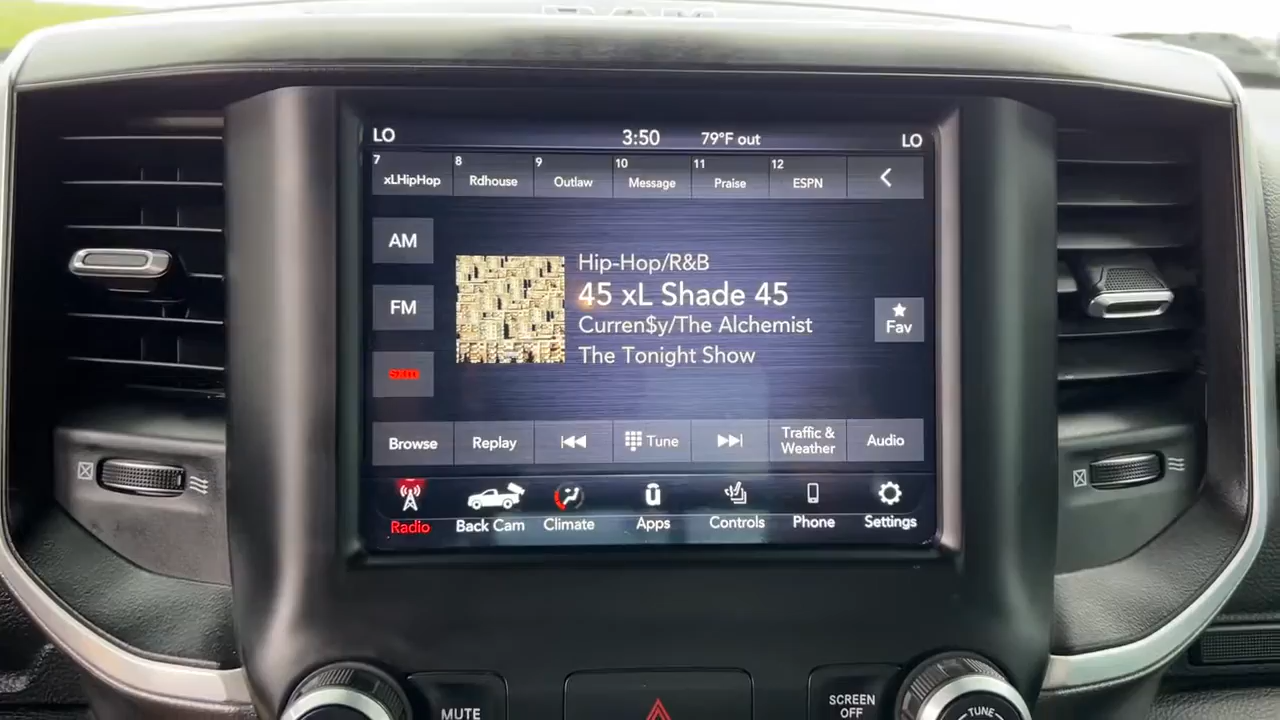 RAM
LO
3:50
79°F out
LO
7
xLHipHop
8
Rdhouse
9
Outlaw
10
Message
11
Praise
12
ESPN
AM
FM
sxm
Hip-Hop/R&B
45 xL Shade 45
Curren$y/The Alchemist
The Tonight Show
Fav
Browse
Replay
Tune
Traffic &
Weather
Audio
Radio
Back Cam
Climate
Apps
Controls
Phone
Settings
MUTE
SCREEN
OFF
TUNE